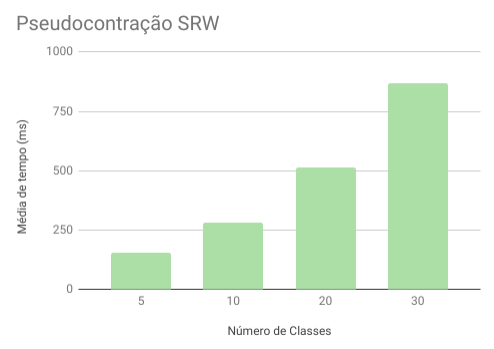 Pseudocontração SRW
1000
750
500
250
0
Média de tempo (ms)
5 10 20 30
Número de Classes